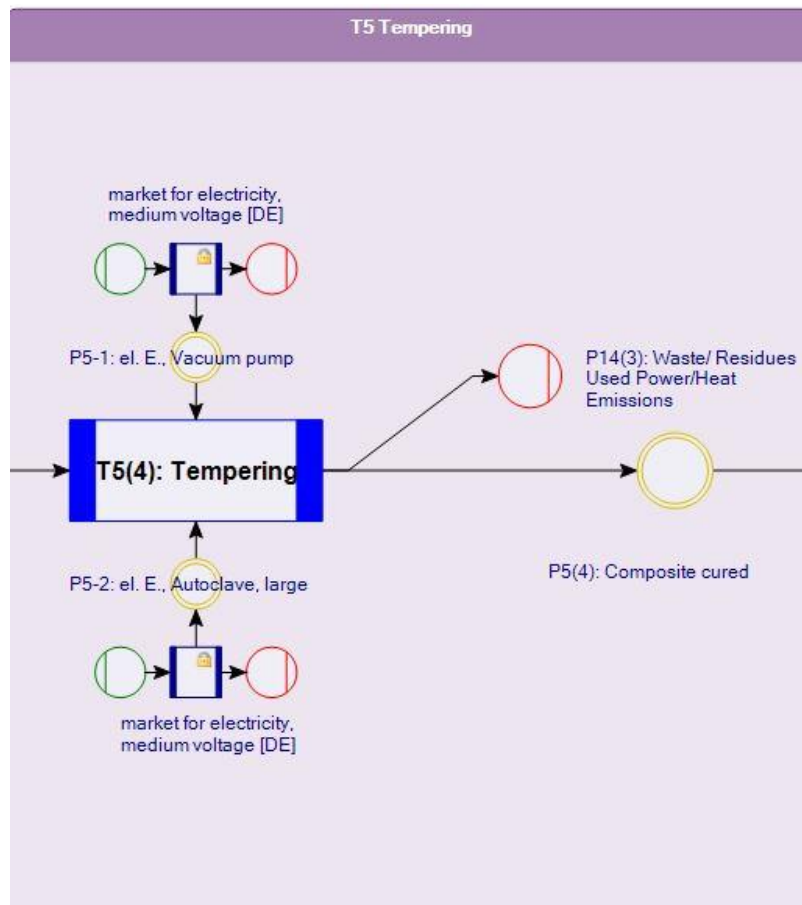 T5 Tempering
market for electricity,
medium voltage [DE]
P5-1: el. E., Vacuum pump
P14(3): Waste/ Residues
Used Power/Heat
Emissions
T5(4): Tempering
P5-2: el. E., Autoclave, large
P5(4): Composite cured
market for electricity,
medium voltage [DE]